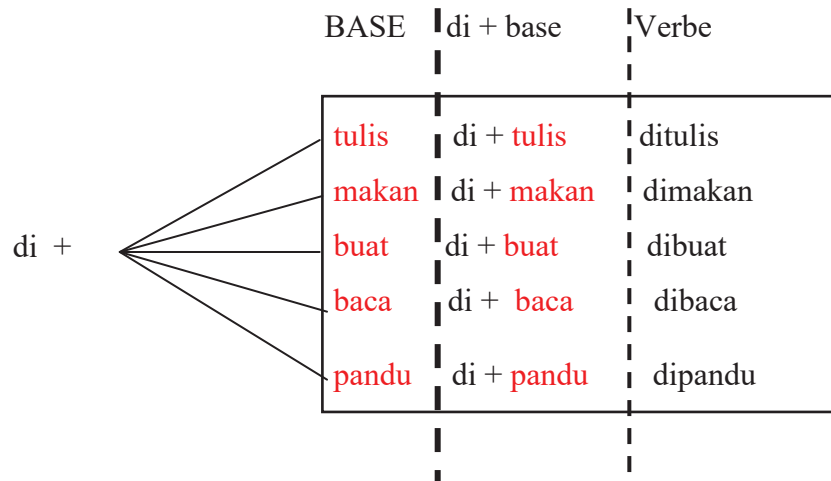 BASE di + base Verbe
tulis di + tulis ditulis
makan di + makan dimakan
di + buat di + buat dibuat
baca di + baca dibaca
pandu di + pandu dipandu